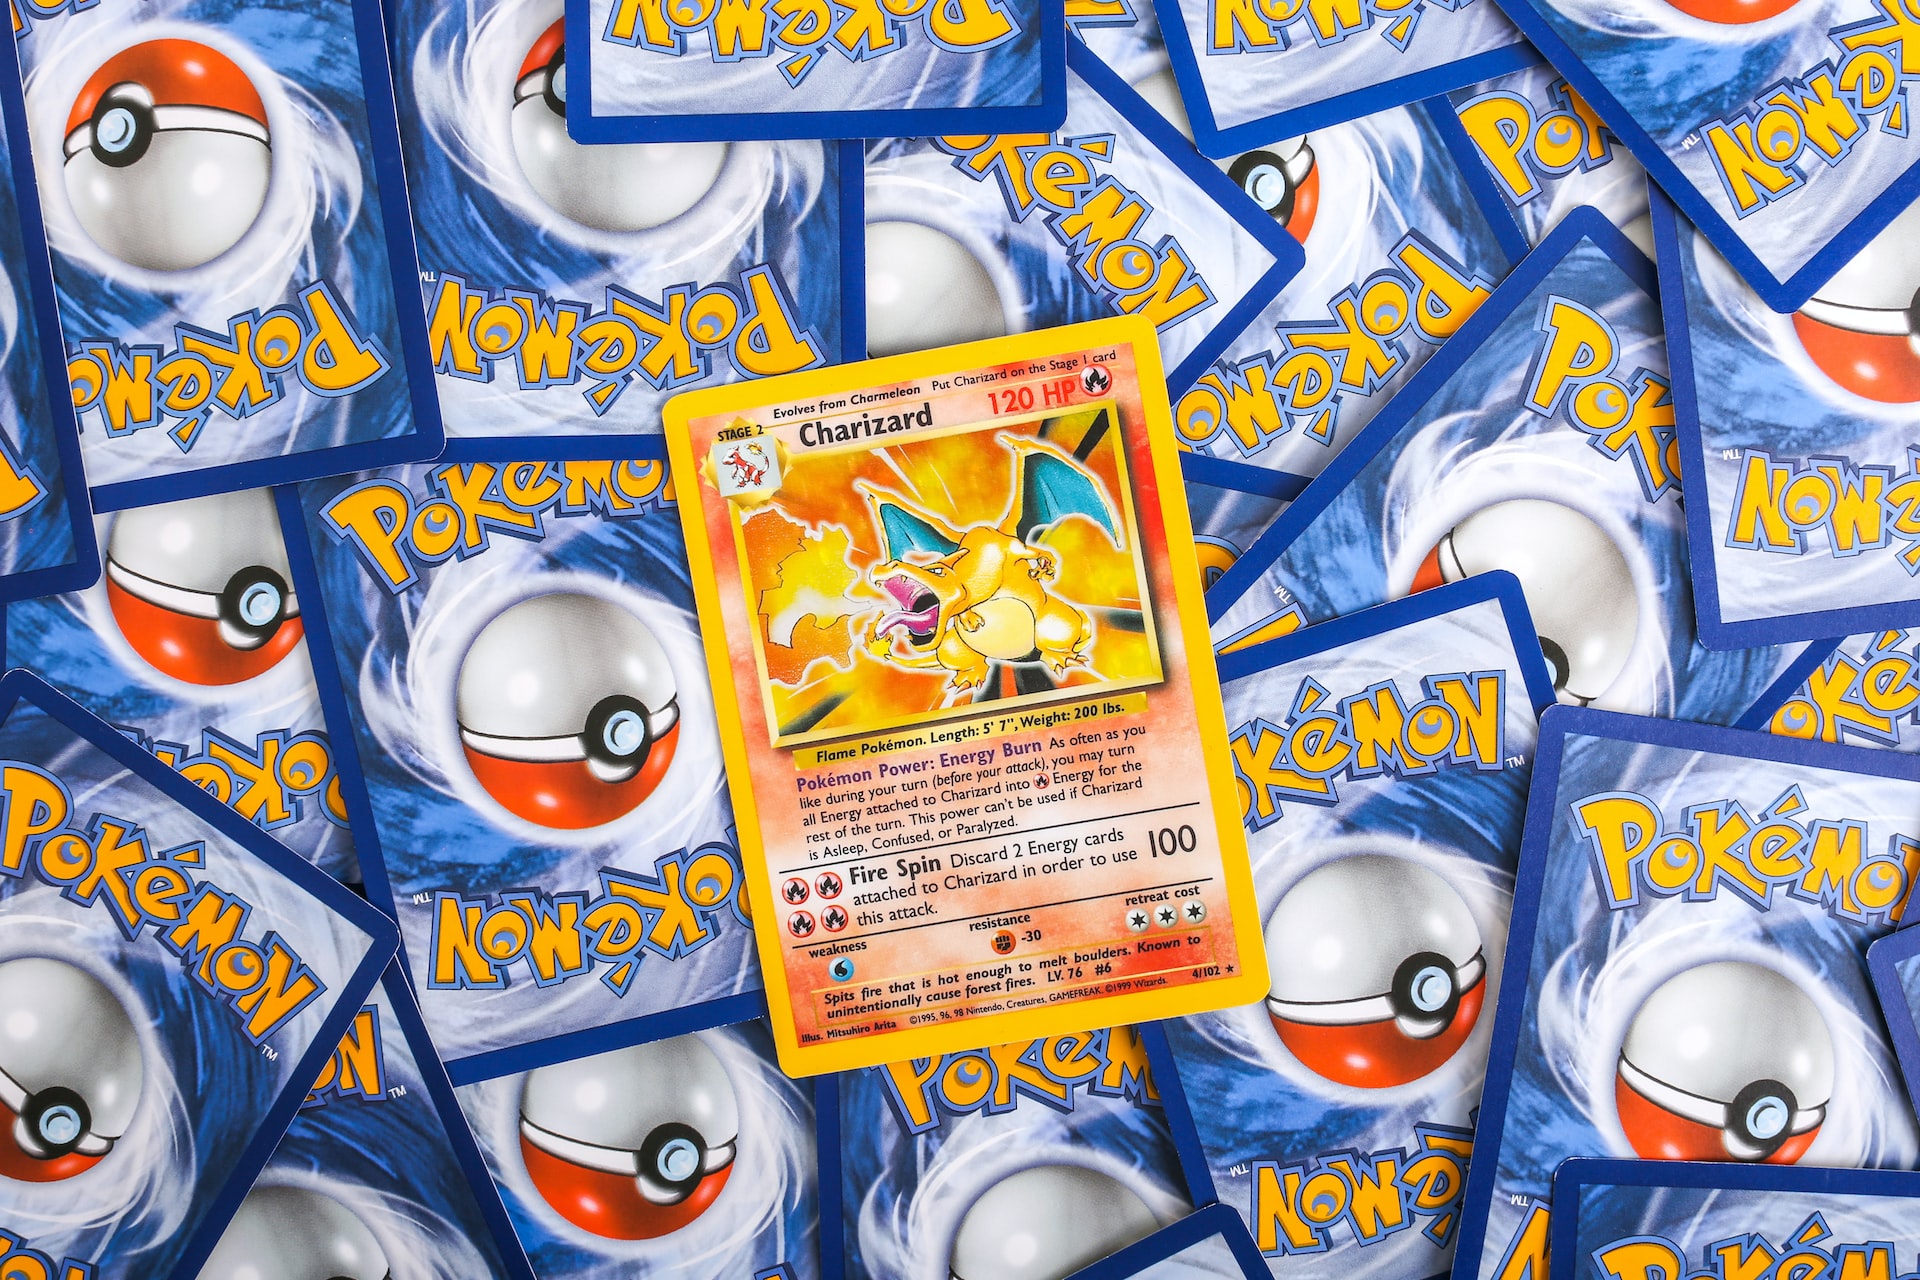 Evolves from Charmeleon Put Charizard on the Stage 1 card
STAGE 2
Charizard 120 HP
Flame Pokémon. Length: 5' 7", Weight: 200 lbs.
Pokémon Power: Energy Burn As often as you
like during your turn (before your attack), you may turn
all Energy attached to Charizard into Energy for the
rest of the turn. This power can't be used if Charizard
is Asleep, Confused, or Paralyzed.
Fire Spin Discard 2 Energy cards
attached to Charizard in order to use 100
this attack.
weakness resistance retreat cost
-30
Spits fire that is hot enough to melt boulders. Known to
unintentionally cause forest fires. LV. 76 #6
4/102 ★
Illus. Mitsuhiro Arita ©1995, 96, 98 Nintendo, Creatures, GAMEFREAK. ©1999 Wizards.
POKéMON
POKéMON
POKéMON
POKéMON
POKéMON
POKéMON
POKéMON
POKéMON
POKéMON
POKéMON